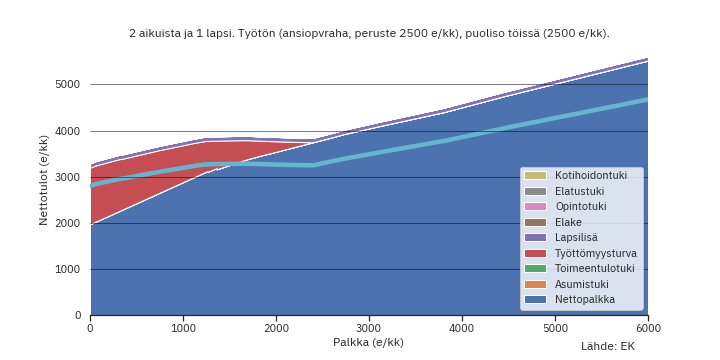 2 aikuista ja 1 lapsi. Työtön (ansiopvraha, peruste 2500 e/kk), puoliso töissä (2500 e/kk).
Nettotulot (e/kk)
5000
4000
3000
2000
1000
0
Kotihoidontuki
Elatustuki
Opintotuki
Elake
Lapsilisä
Työttömyysturva
Toimeentulotuki
Asumistuki
Nettopalkka
0 1000 2000 3000 4000 5000 6000
Palkka (e/kk)
Lähde: EK